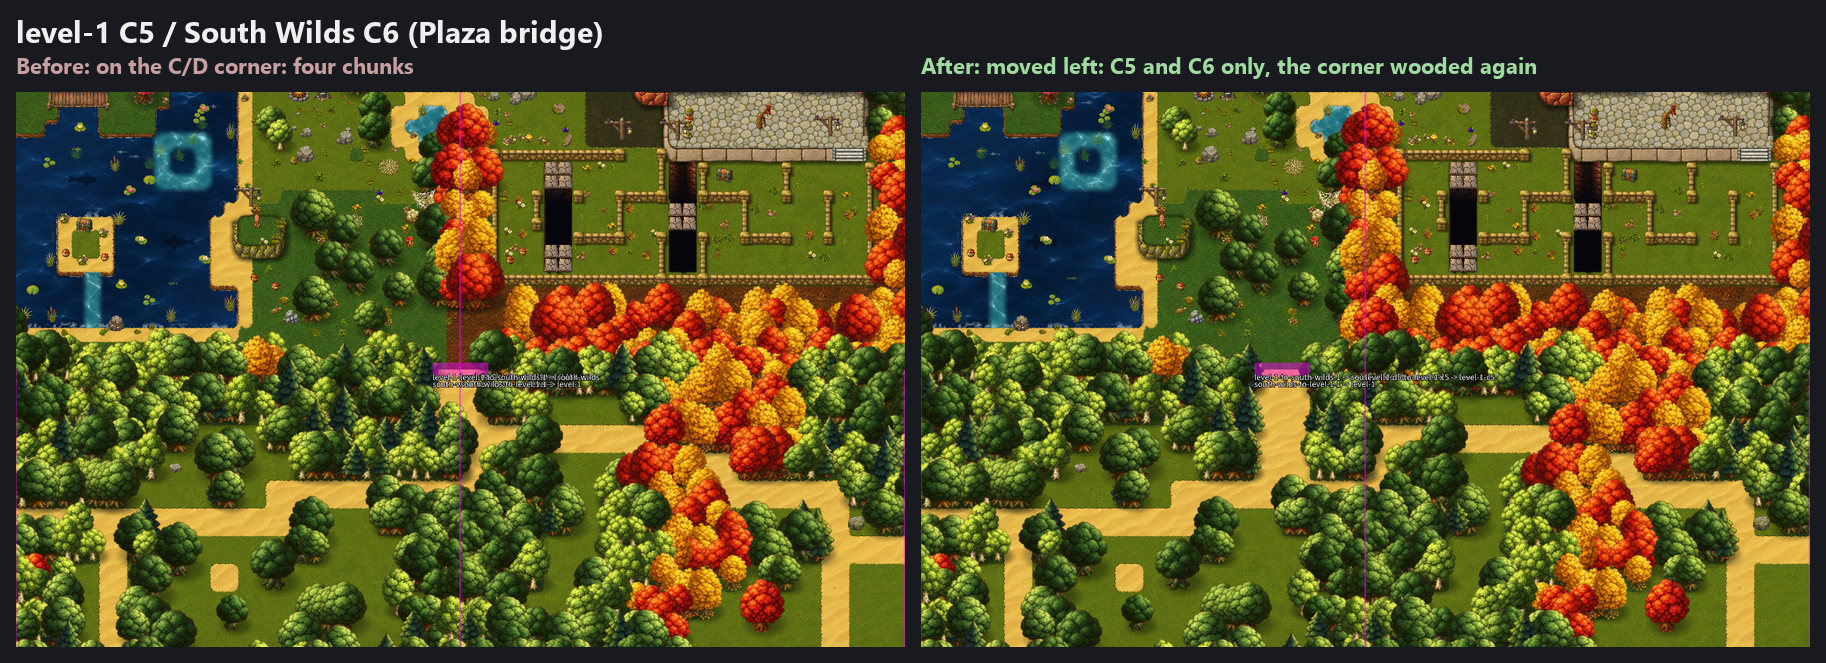 level-1 C5 / South Wilds C6 (Plaza bridge)
Before: on the C/D corner: four chunks
After: moved left: C5 and C6 only, the corner wooded again